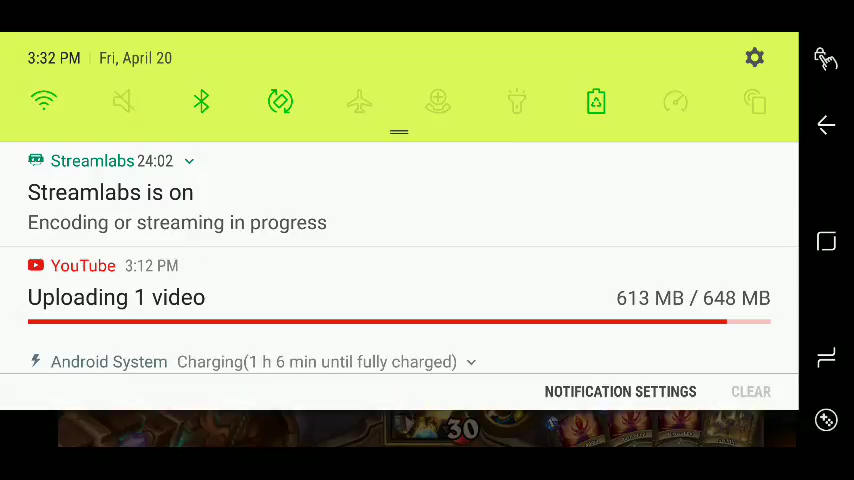 3:32 PM | Fri, April 20
Streamlabs 24:02
Streamlabs is on
Encoding or streaming in progress
YouTube 3:12 PM
Uploading 1 video 613 MB / 648 MB
Android System Charging(1 h 6 min until fully charged)
NOTIFICATION SETTINGS CLEAR
30